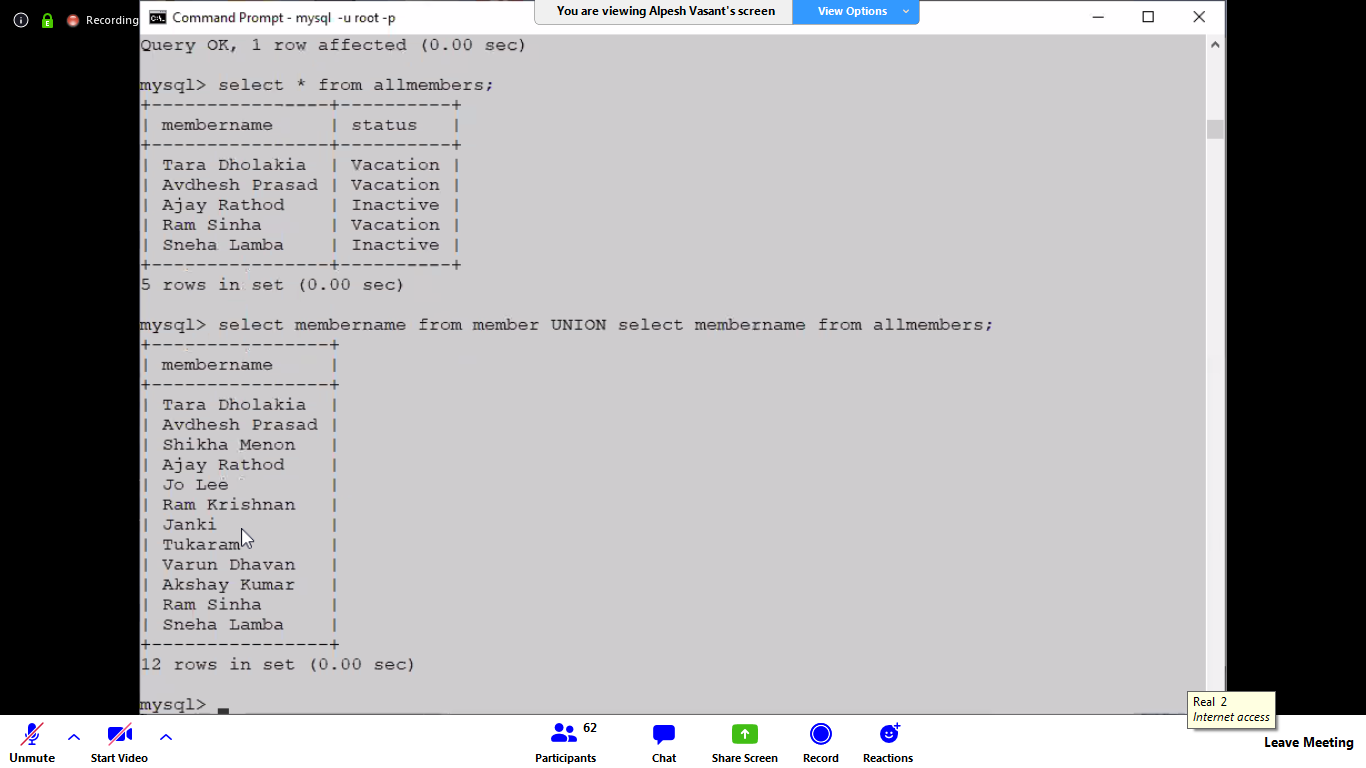 Recording
Command Prompt - mysql -u root -p
You are viewing Alpesh Vasant's screen
View Options
Query OK, 1 row affected (0.00 sec)
mysql> select * from allmembers;
+----------------+----------+
| membername | status |
+----------------+----------+
| Tara Dholakia | Vacation |
| Avdhesh Prasad | Vacation |
| Ajay Rathod | Inactive |
| Ram Sinha | Vacation |
| Sneha Lamba | Inactive |
+----------------+----------+
5 rows in set (0.00 sec)
mysql> select membername from member UNION select membername from allmembers;
+----------------+
| membername |
+----------------+
| Tara Dholakia |
| Avdhesh Prasad |
| Shikha Menon |
| Ajay Rathod |
| Jo Lee |
| Ram Krishnan |
| Janki |
| Tukaram |
| Varun Dhavan |
| Akshay Kumar |
| Ram Sinha |
| Sneha Lamba |
+----------------+
12 rows in set (0.00 sec)
mysql> _
Real 2
Internet access
Unmute
Start Video
62
Participants
Chat
Share Screen
Record
Reactions
Leave Meeting